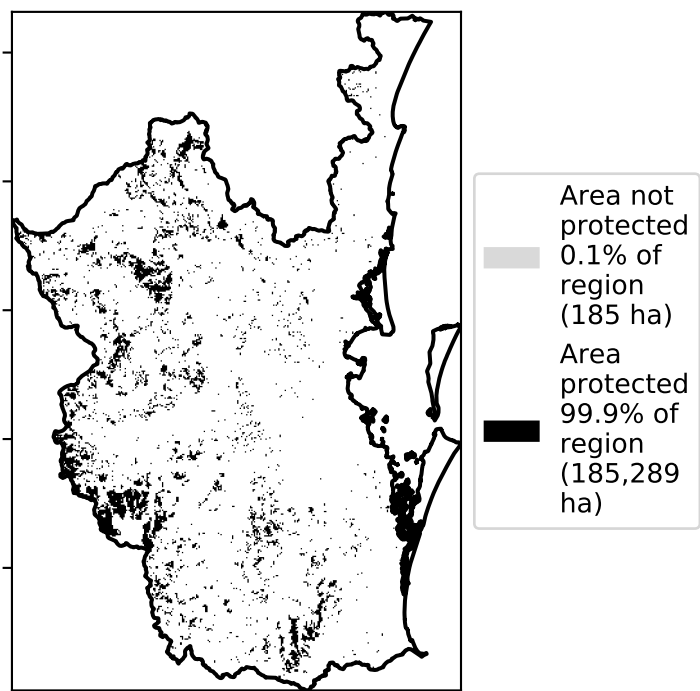 Area not
protected
0.1% of
region
(185 ha)
Area
protected
99.9% of
region
(185,289
ha)